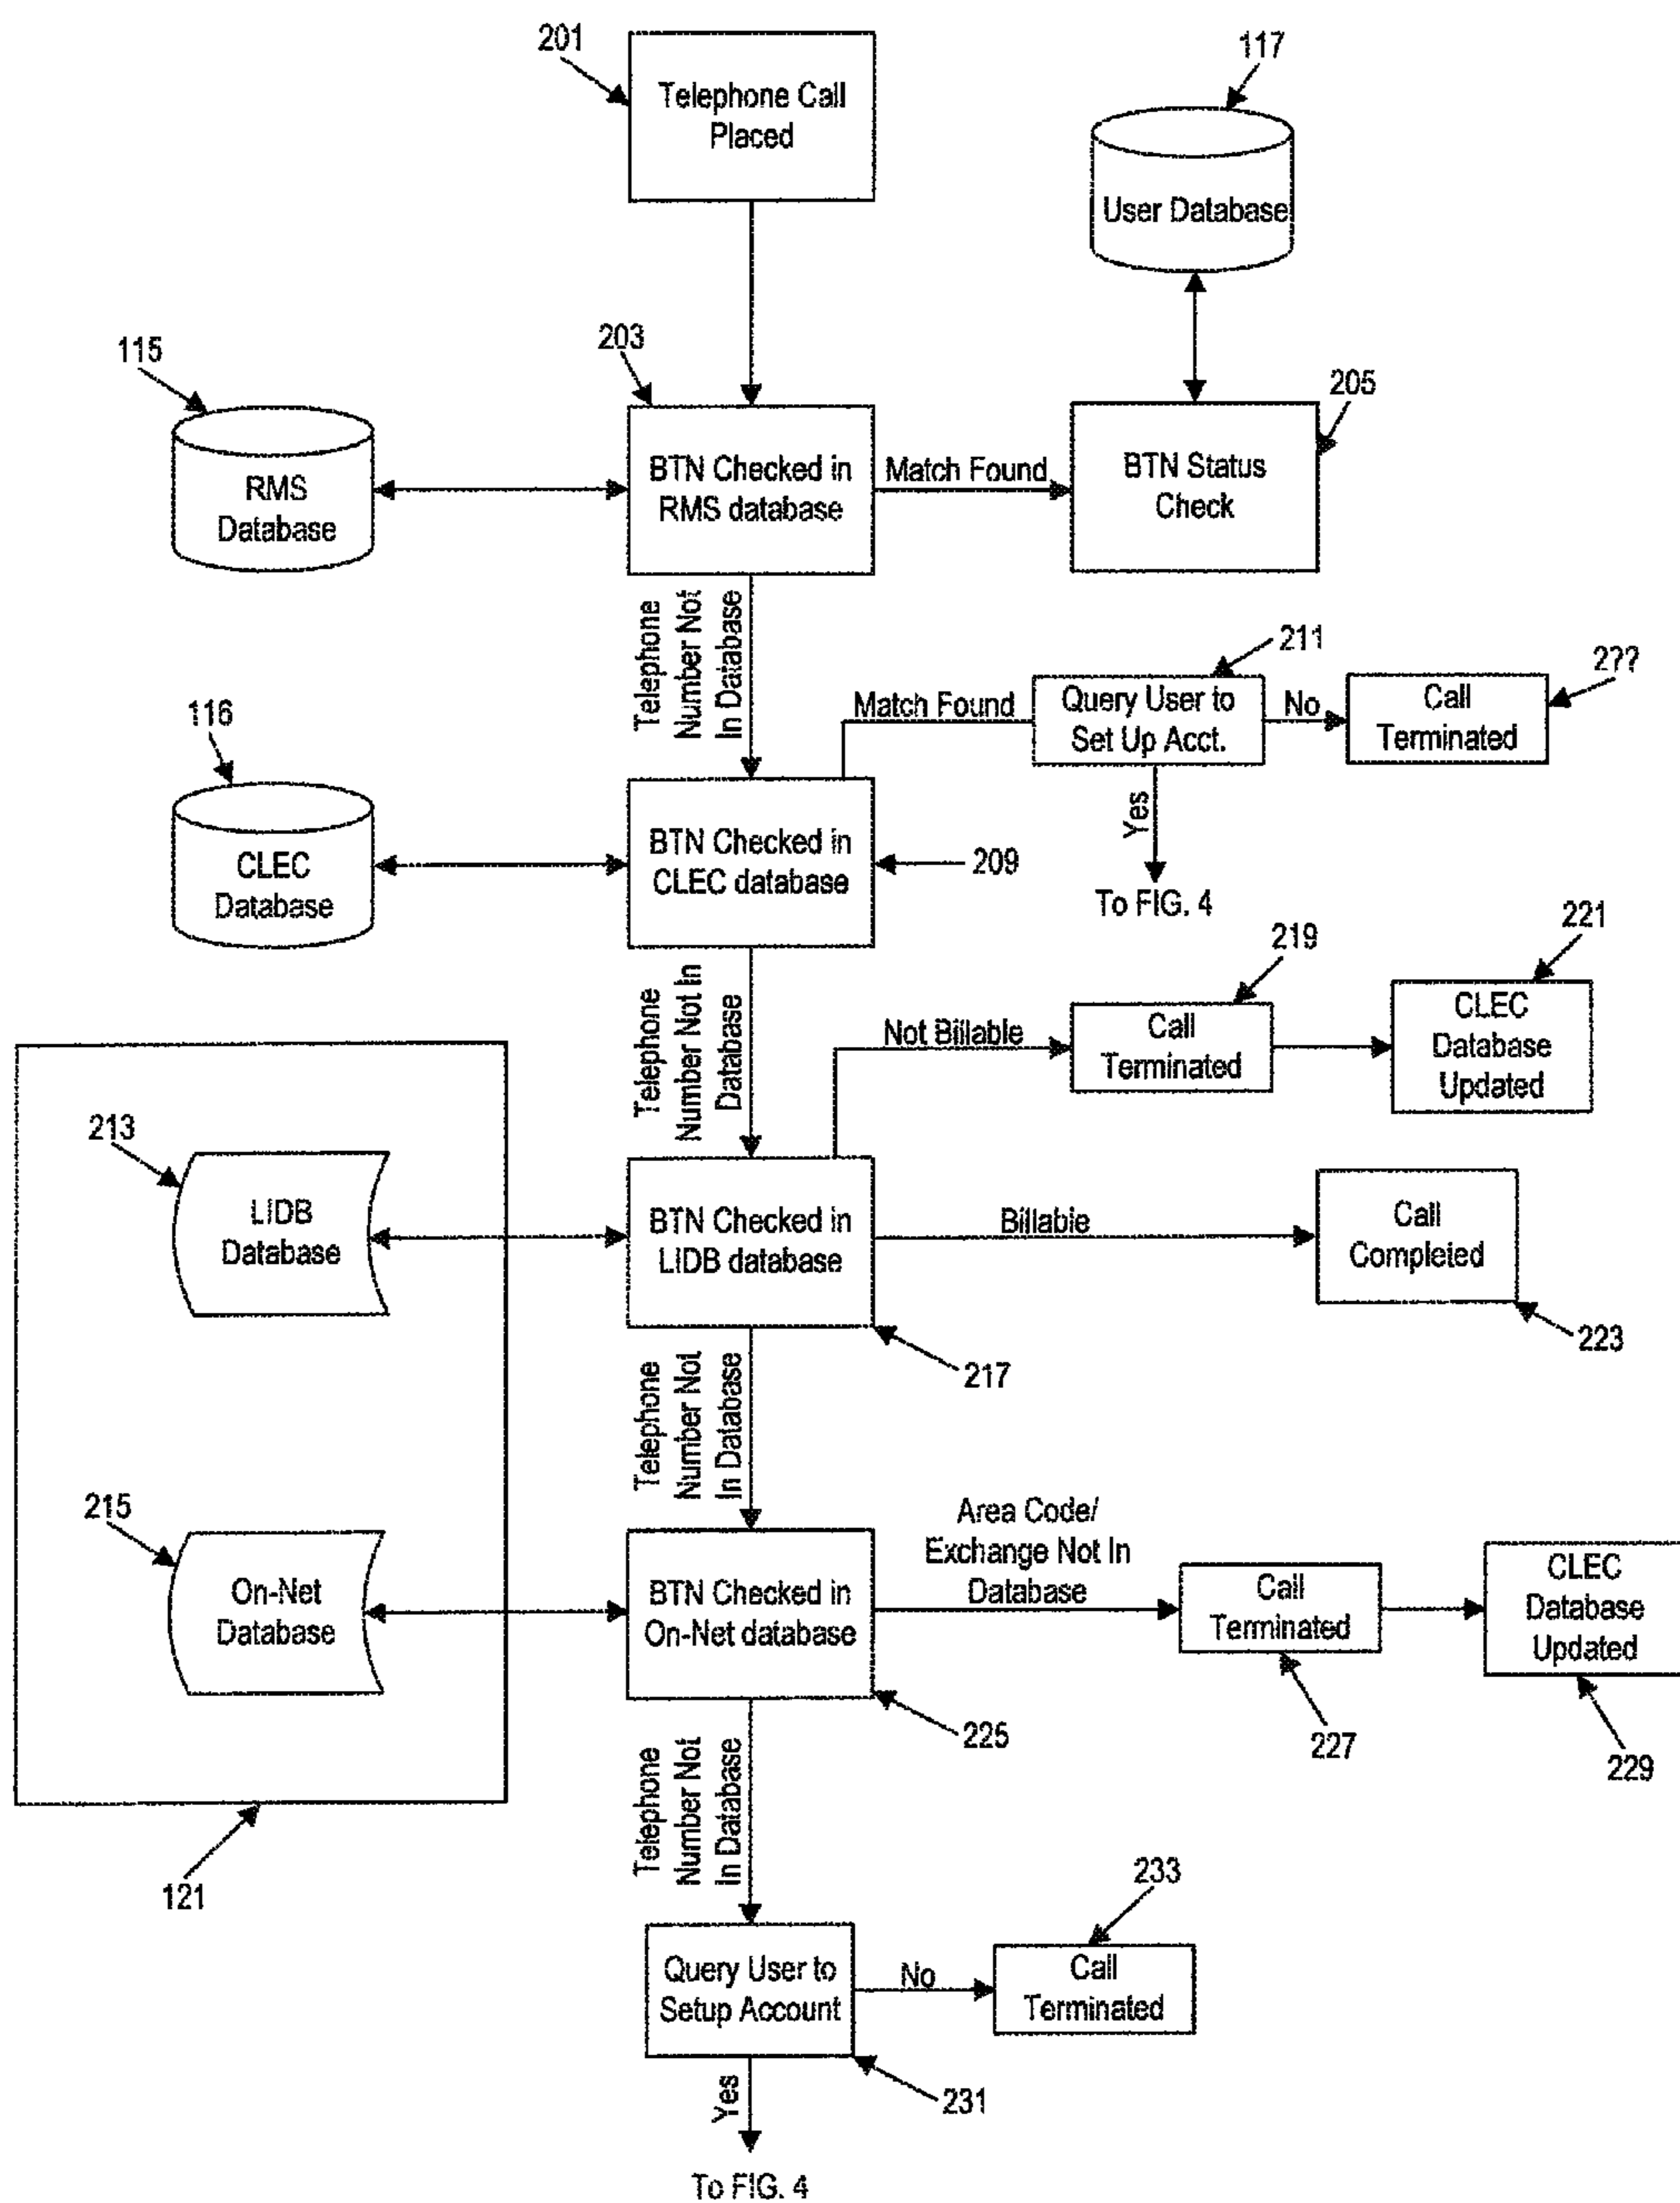 201
Telephone Call
Placed
117
User Database
115
203
205
RMS
Database
BTN Checked in
RMS database
Match Found
BTN Status
Check
Telephone
Number Not
In Database
211
2??
Match Found
Query User to
Set Up Acct.
No
Call
Terminated
116
CLEC
Database
BTN Checked in
CLEC database
209
Yes
To FIG. 4
219
221
Telephone
Number Not In
Database
Not Billable
Call
Terminated
CLEC
Database
Updated
213
LIDB
Database
BTN Checked in
LIDB database
Billable
Call
Completed
223
217
Telephone
Number Not
In Database
215
On-Net
Database
BTN Checked in
On-Net database
Area Code/
Exchange Not In
Database
Call
Terminated
CLEC
Database
Updated
225
227
229
Telephone
Number Not
In Database
121
233
Query User to
Setup Account
No
Call
Terminated
231
Yes
To FIG. 4